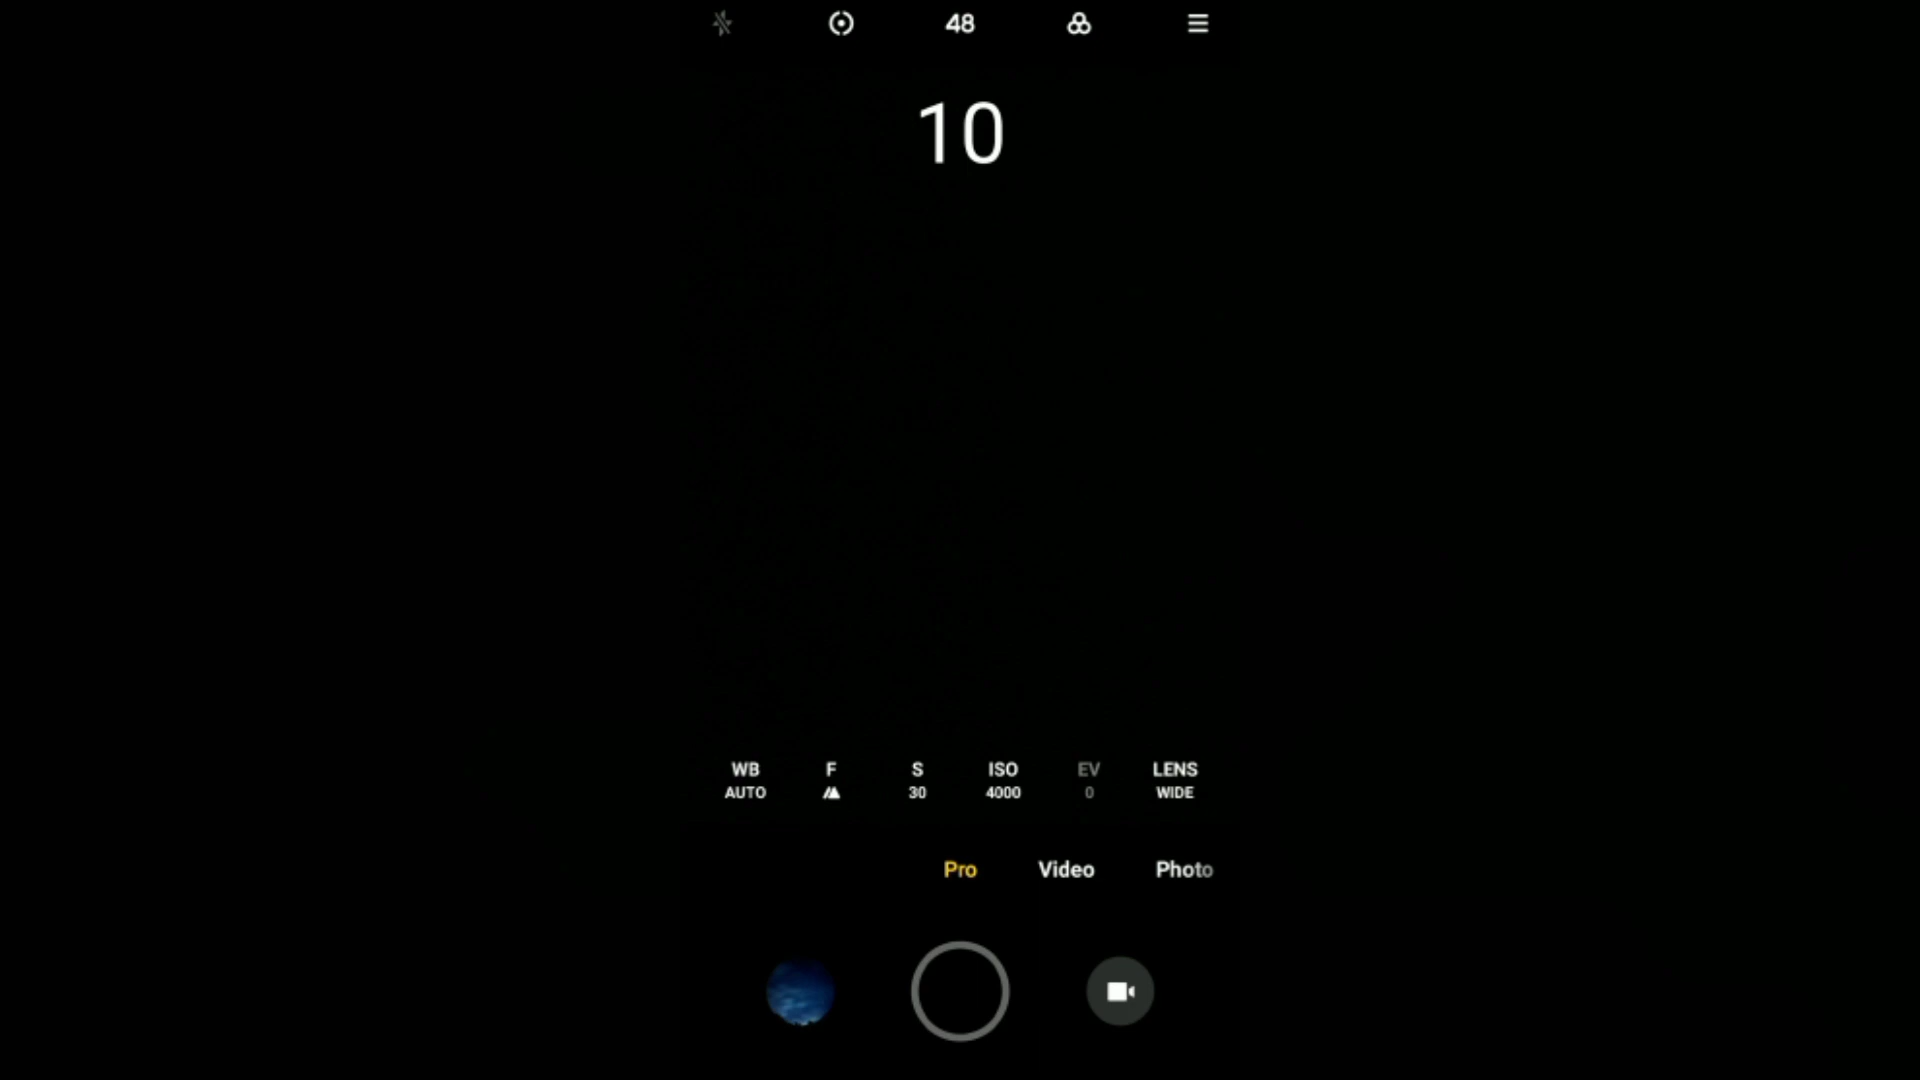 48
10
WB F S ISO EV LENS
AUTO 30 4000 0 WIDE
Pro Video Photo